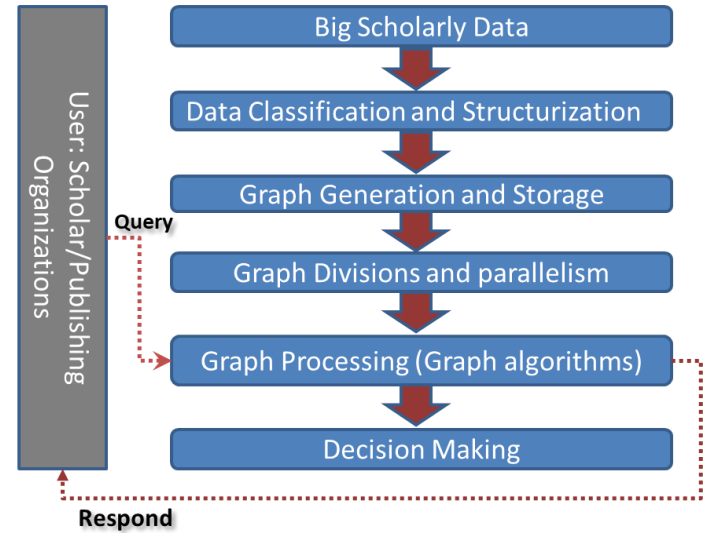 Big Scholarly Data
Data Classification and Structurization
Graph Generation and Storage
Graph Divisions and parallelism
Graph Processing (Graph algorithms)
Decision Making
User: Scholar/Publishing
Organizations
Query
Respond